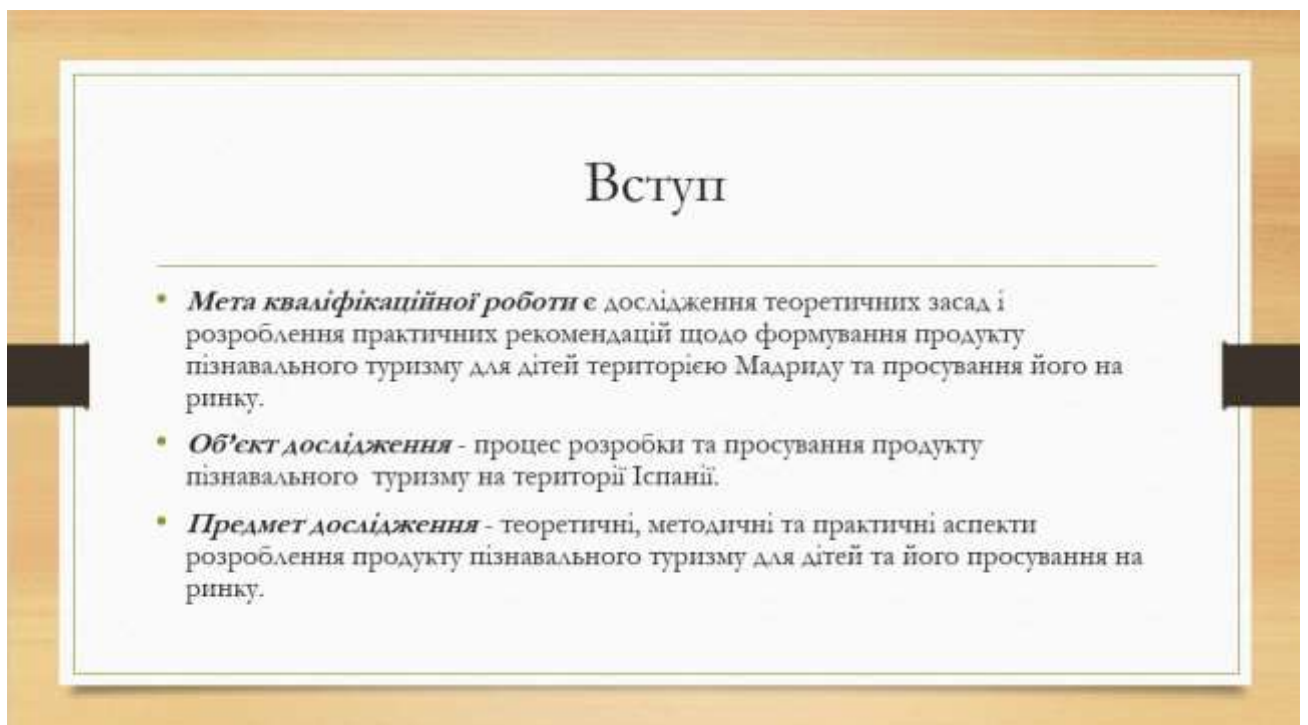 Вступ
• Мета кваліфікаційної роботи є дослідження теоретичних засад і
розроблення практичних рекомендацій щодо формування продукту
пізнавального туризму для дітей територією Мадриду та просування його на
ринку.
• Об’єкт дослідження - процес розробки та просування продукту
пізнавального туризму на території Іспанії.
• Предмет дослідження - теоретичні, методичні та практичні аспекти
розроблення продукту пізнавального туризму для дітей та його просування на
ринку.